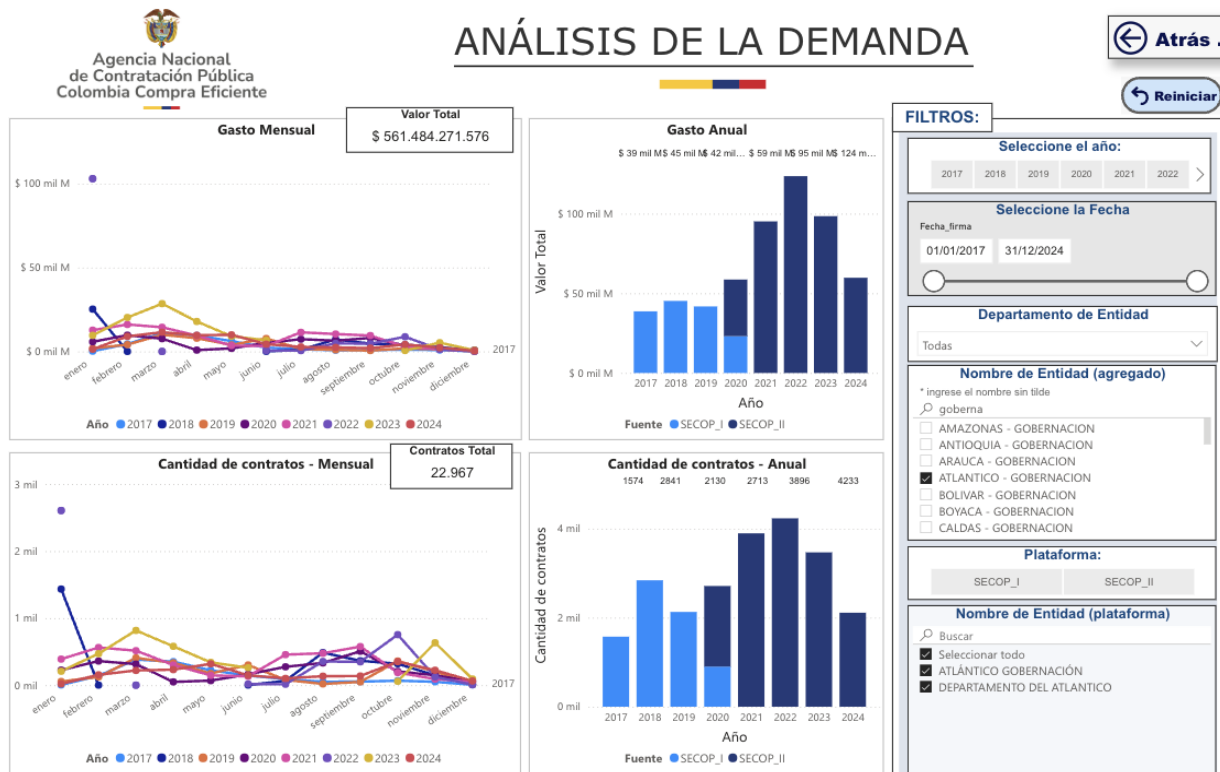 Agencia Nacional
de Contratación Pública
Colombia Compra Eficiente
ANÁLISIS DE LA DEMANDA
Atrás .
Reiniciar
Gasto Mensual
Valor Total
$ 561.484.271.576
$ 100 mil M
$ 50 mil M
$ 0 mil M
2017
enero
febrero
marzo
abril
mayo
junio
julio
agosto
septiembre
octubre
noviembre
diciembre
Año 2017 2018 2019 2020 2021 2022 2023 2024
Gasto Anual
$ 39 mil M $ 45 mil M $ 42 mil... $ 59 mil M $ 95 mil M $ 124 m...
Valor Total
$ 100 mil M
$ 50 mil M
$ 0 mil M
2017 2018 2019 2020 2021 2022 2023 2024
Año
Fuente SECOP_I SECOP_II
Cantidad de contratos - Mensual
Contratos Total
22.967
3 mil
2 mil
1 mil
0 mil
2017
enero
febrero
marzo
abril
mayo
junio
julio
agosto
septiembre
octubre
noviembre
diciembre
Año 2017 2018 2019 2020 2021 2022 2023 2024
Cantidad de contratos - Anual
1574 2841 2130 2713 3896 4233
Cantidad de contratos
4 mil
2 mil
0 mil
2017 2018 2019 2020 2021 2022 2023 2024
Año
Fuente SECOP_I SECOP_II
FILTROS:
Seleccione el año:
2017 2018 2019 2020 2021 2022
Seleccione la Fecha
Fecha_firma
01/01/2017 31/12/2024
Departamento de Entidad
Todas
Nombre de Entidad (agregado)
* ingrese el nombre sin tilde
goberna
AMAZONAS - GOBERNACION
ANTIOQUIA - GOBERNACION
ARAUCA - GOBERNACION
ATLANTICO - GOBERNACION
BOLIVAR - GOBERNACION
BOYACA - GOBERNACION
CALDAS - GOBERNACION
Plataforma:
SECOP_I SECOP_II
Nombre de Entidad (plataforma)
Buscar
Seleccionar todo
ATLÁNTICO GOBERNACIÓN
DEPARTAMENTO DEL ATLANTICO